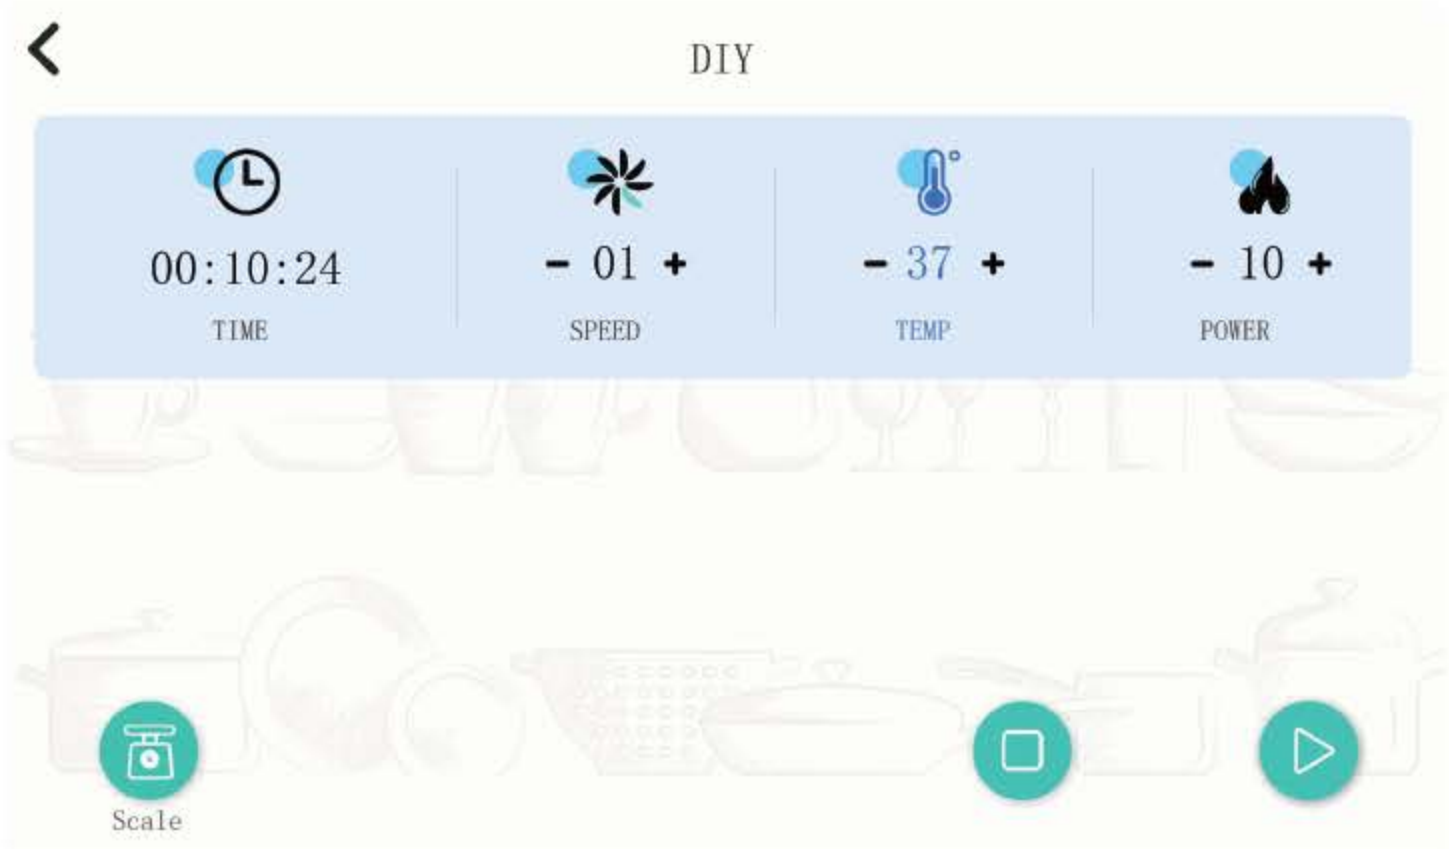 DIY
00:10:24
- 01 +
- 37 +
- 10 +
TIME
SPEED
TEMP
POWER
Scale